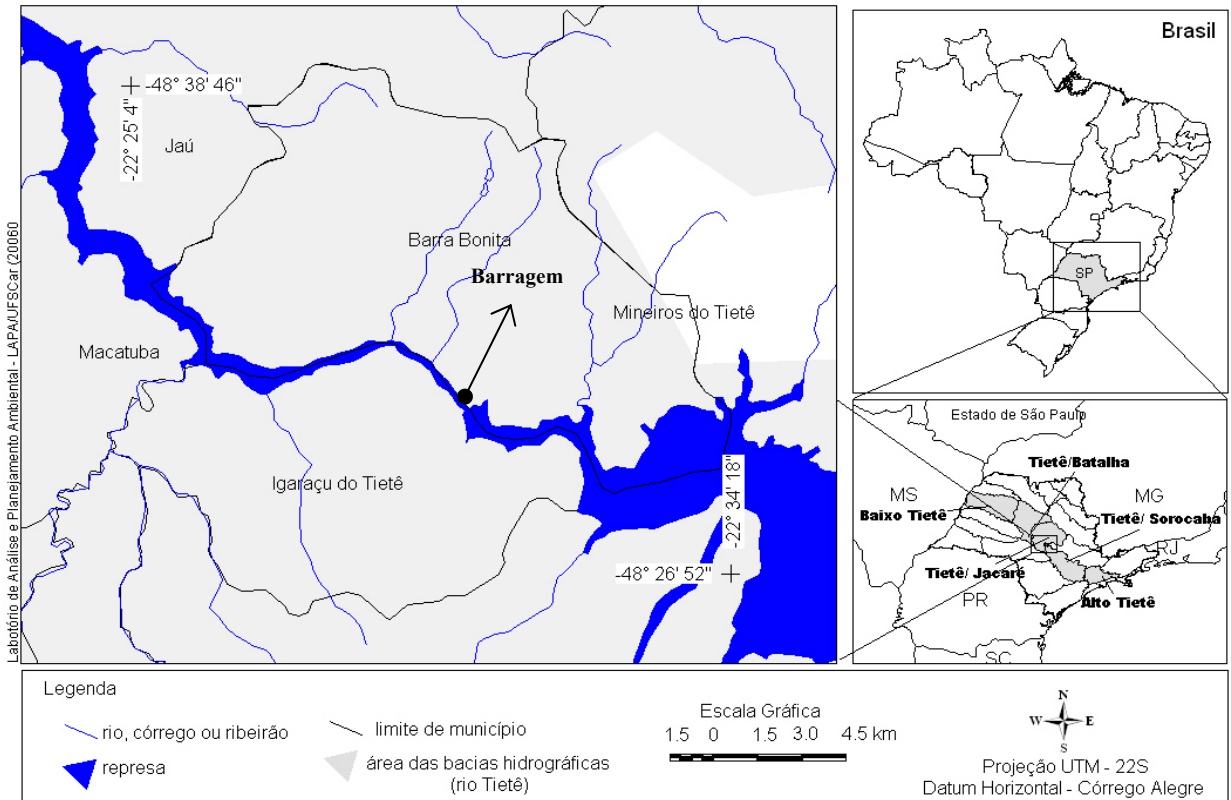 Labotório de Análise e Planejamento Ambiental - LAPA/UFSCar (20060
-48° 38' 46"
-22° 25' 4"
Jaú
Barra Bonita
Barragem
Mineiros do Tietê
Macatuba
Igaraçu do Tietê
-22° 34' 18"
-48° 26' 52"
Brasil
SP
Estado de São Paulo
Tietê/Batalha
MS
MG
Baixo Tietê
Tietê/ Sorocaba
RJ
Tietê/ Jacaré
PR
Alto Tietê
SC
Legenda
rio, córrego ou ribeirão
represa
limite de município
área das bacias hidrográficas
(rio Tietê)
Escala Gráfica
1.5 0 1.5 3.0 4.5 km
N
W E
S
Projeção UTM - 22S
Datum Horizontal - Córrego Alegre